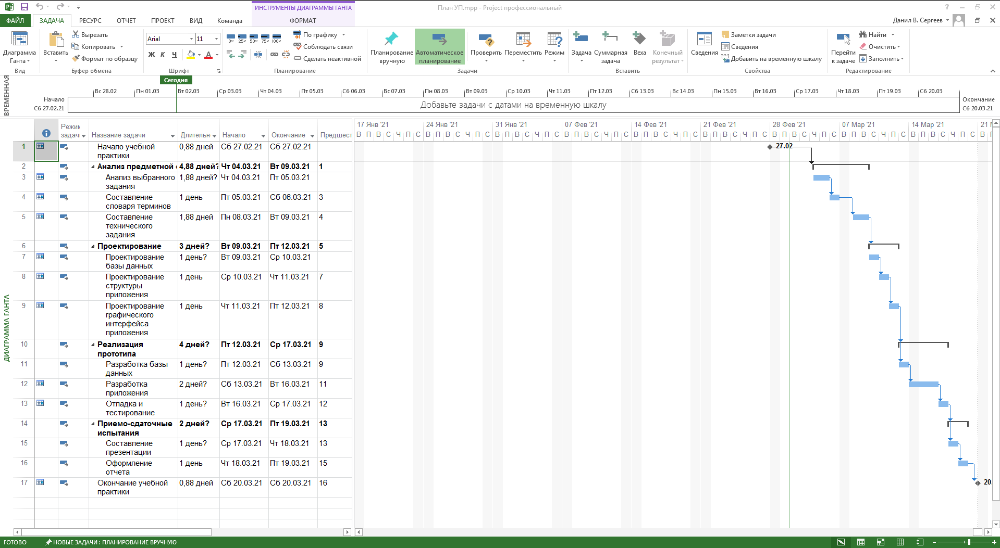 ИНСТРУМЕНТЫ ДИАГРАММЫ ГАНТА
План УП.mpp - Project профессиональный
ФАЙЛ ЗАДАЧА РЕСУРС ОТЧЕТ ПРОЕКТ ВИД Команда ФОРМАТ
Данил В. Сергеев
Диаграмма Ганта
Вид
Вставить
Вырезать
Копировать
Формат по образцу
Буфер обмена
Arial 11
Ж К Ч
Шрифт
0% 25% 50% 75% 100%
По графику
Соблюдать связи
Сделать неактивной
Планирование
Планирование вручную
Автоматическое планирование
Проверить
Переместить
Режим
Задачи
Задача
Суммарная задача
Веха
Конечный результат
Вставить
Сведения
Заметки задачи
Сведения
Добавить на временную шкалу
Свойства
Перейти к задаче
Найти
Очистить
Заполнить
Редактирование
ВРЕМЕННАЯ
Сегодня
Вс 28.02 Пн 01.03 Вт 02.03 Ср 03.03 Чт 04.03 Пт 05.03 Сб 06.03 Вс 07.03 Пн 08.03 Вт 09.03 Ср 10.03 Чт 11.03 Пт 12.03 Сб 13.03 Вс 14.03 Пн 15.03 Вт 16.03 Ср 17.03 Чт 18.03 Пт 19.03 Сб 20.03
Начало
Сб 27.02.21
Добавьте задачи с датами на временную шкалу
Окончание
Сб 20.03.21
ДИАГРАММА ГАНТА
Режим задач Название задачи Длительн Начало Окончание Предшест
1 Начало учебной практики 0,88 дней Сб 27.02.21 Сб 27.02.21
2 Анализ предметной 4,88 дней? Чт 04.03.21 Вт 09.03.21 1
3 Анализ выбранного задания 1,88 дней? Чт 04.03.21 Пт 05.03.21
4 Составление словаря терминов 1 день Пт 05.03.21 Сб 06.03.21 3
5 Составление технического задания 1,88 дней Пн 08.03.21 Вт 09.03.21 4
6 Проектирование 3 дней? Вт 09.03.21 Пт 12.03.21 5
7 Проектирование базы данных 1 день? Вт 09.03.21 Ср 10.03.21
8 Проектирование структуры приложения 1 день Ср 10.03.21 Чт 11.03.21 7
9 Проектирование графического интерфейса приложения 1 день Чт 11.03.21 Пт 12.03.21 8
10 Реализация прототипа 4 дней? Пт 12.03.21 Ср 17.03.21 9
11 Разработка базы данных 1 день? Пт 12.03.21 Сб 13.03.21 9
12 Разработка приложения 2 дней? Сб 13.03.21 Вт 16.03.21 11
13 Отладка и тестирование 1 день? Вт 16.03.21 Ср 17.03.21 12
14 Приемо-сдаточные испытания 2 дней? Ср 17.03.21 Пт 19.03.21 13
15 Составление презентации 1 день? Ср 17.03.21 Чт 18.03.21 13
16 Оформление отчета 1 день Чт 18.03.21 Пт 19.03.21 15
17 Окончание учебной практики 0,88 дней Сб 20.03.21 Сб 20.03.21 16
17 Янв '21 24 Янв '21 31 Янв '21 07 Фев '21 14 Фев '21 21 Фев '21 28 Фев '21 07 Мар '21 14 Мар '21 21 М
В П В С Ч П С В П В С Ч П С В П В С Ч П С В П В С Ч П С В П В С Ч П С В П В С Ч П С В П В С Ч П С В П В С Ч П С В П В С Ч П С В
27.02
20.
ГОТОВО
НОВЫЕ ЗАДАЧИ : ПЛАНИРОВАНИЕ ВРУЧНУЮ